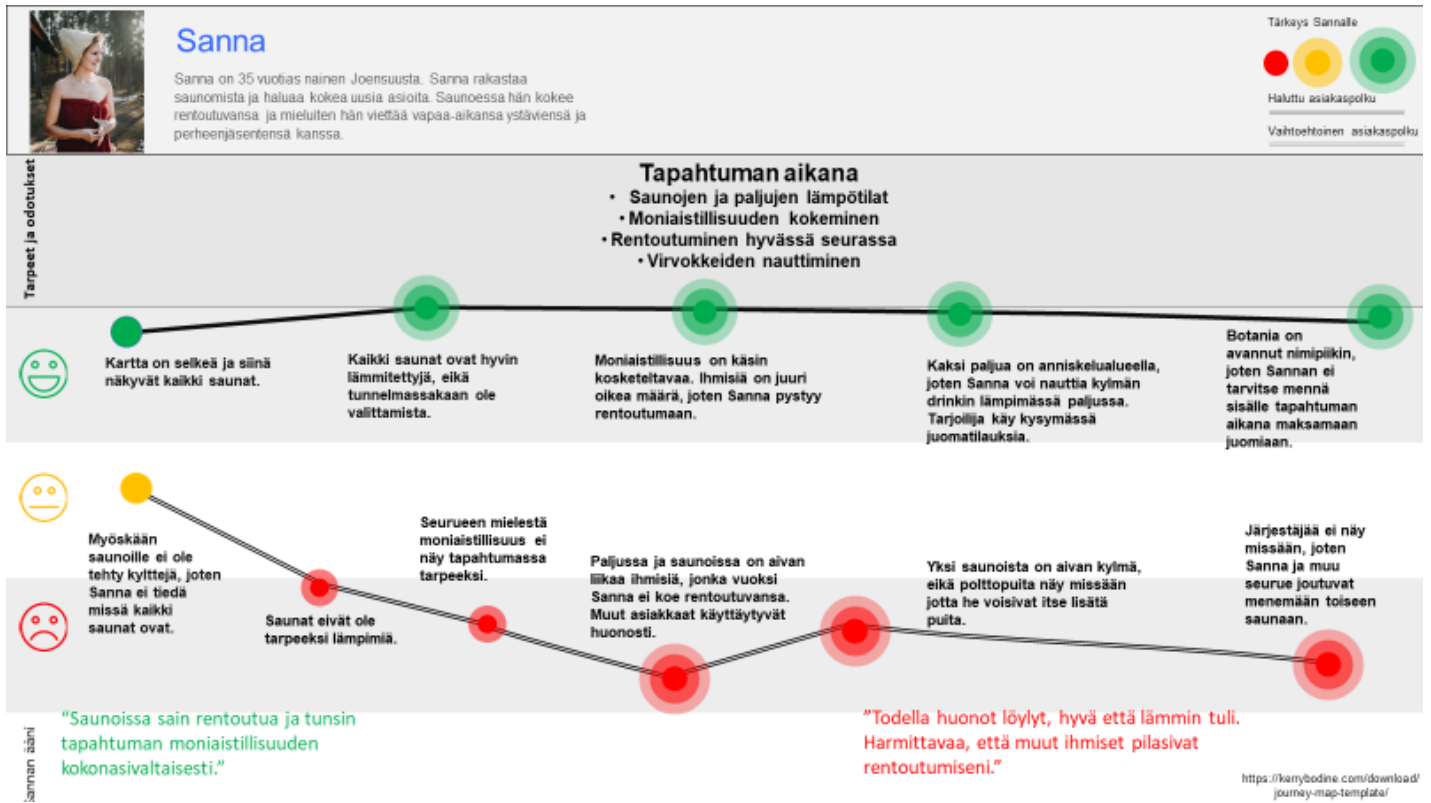 Sanna
Sanna on 35 vuotias nainen Joensuusta. Sanna rakastaa
saunomista ja haluaa kokea uusia asioita. Saunoessa hän kokee
rentoutuvansa ja mieluiten hän viettää vapaa-aikansa ystäviensä ja
perheenjäsentensä kanssa.
Tärkeys Sannalle
Haluttu asiakaspolku
Vaihtoehtoinen asiakaspolku
Tarpeet ja odotukset
Tapahtuman aikana
• Saunojen ja paljujen lämpötilat
• Moniaistillisuuden kokeminen
• Rentoutuminen hyvässä seurassa
• Virvokkeiden nauttiminen
Kartta on selkeä ja siinä
näkyvät kaikki saunat.
Kaikki saunat ovat hyvin
lämmitettyjä, eikä
tunnelmassakaan ole
valittamista.
Moniaistillisuus on käsin
kosketeltavaa. Ihmisiä on juuri
oikea määrä, joten Sanna pystyy
rentoutumaan.
Kaksi paljua on anniskelualueella,
joten Sanna voi nauttia kylmän
drinkin lämpimässä paljussa.
Tarjoilija käy kysymässä
juomatilauksia.
Botania on
avannut nimipiikin,
joten Sannan ei
tarvitse mennä
sisälle tapahtuman
aikana maksamaan
juomiaan.
Myöskään
saunoille ei ole
tehty kylttejä, joten
Sanna ei tiedä
missä kaikki
saunat ovat.
Saunat eivät ole
tarpeeksi lämpimiä.
Seurueen mielestä
moniaistillisuus ei
näy tapahtumassa
tarpeeksi.
Paljussa ja saunoissa on aivan
liikaa ihmisiä, jonka vuoksi
Sanna ei koe rentoutuvansa.
Muut asiakkaat käyttäytyvät
huonosti.
Yksi saunoista on aivan kylmä,
eikä polttopuita näy missään
jotta he voisivat itse lisätä
puita.
Järjestäjää ei näy
missään, joten
Sanna ja muu
seurue joutuvat
menemään toiseen
saunaan.
Sannan ääni
"Saunoissa sain rentoutua ja tunsin
tapahtuman moniaistillisuuden
kokonasivaltaisesti."
"Todella huonot löylyt, hyvä että lämmin tuli.
Harmittavaa, että muut ihmiset pilasivat
rentoutumiseni."
https://kerrybodine.com/download/
journey-map-template/